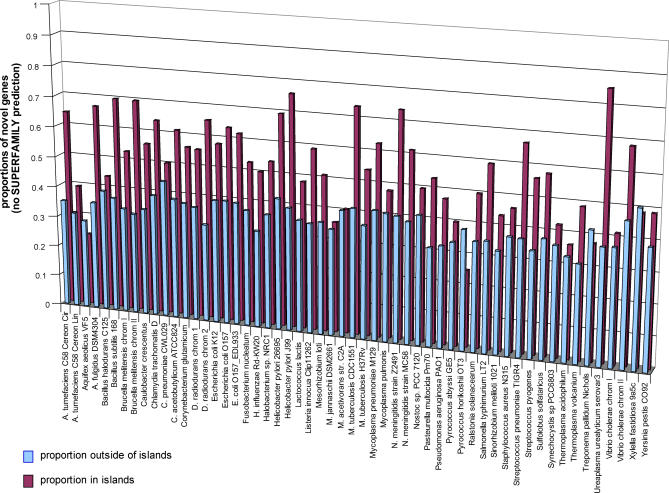 proportions of novel genes
(no SUPERFAMILY prediction)
1
0.9
0.8
0.7
0.6
0.5
0.4
0.3
0.2
0.1
0
A. tumefaciens C58 Cereon Cir
A. tumefaciens C58 Cereon Lin
Aquifex aeolicus VF5
A. fulgidus DSM4304
Bacillus halodurans C125
Bacillus subtilis 168
Brucella melitensis chrom I
Brucella melitensis chrom II
Caulobacter crescentus
Chlamydia trachomatis D
C. pneumoniae CWL029
C. acetobutylicum ATCC824
Corynebacterium glutamicum
D. radiodurans chrom 1
D. radiodurans chrom 2
Escherichia coli K12
Escherichia coli O157
E. coli O157 EDL933
Fusobacterium nucleatum
H. influenzae Rd-KW20
Halobacterium sp. NRC1
Helicobacter pylori 26695
Helicobacter pylori J99
Lactococcus lactis
Listeria innocua Clip11262
Mesorhizobium loti
M. jannaschii DSM2661
M. acetivorans str. C2A
M. tuberculosis CDC1551
M. tuberculosis H37Rv
Mycoplasma pneumoniae M129
Mycoplasma pulmonis
N. meningitidis strain Z2491
N. meningitidis strain MC58
Nostoc sp. PCC 7120
Pasteurella multocida Pm70
Pseudomonas aeruginosa PAO1
Pyrococcus abyssi GE5
Pyrococcus horikoshii OT3
Ralstonia solanacearum
Salmonella typhimurium LT2
Sinorhizobium meliloti 1021
Staphylococcus aureus N315
Streptococcus pneumoniae TIGR4
Streptococcus pyogenes
Sulfolobus solfataricus
Synechocystis sp PCC6803
Thermoplasma acidophilum
Thermoplasma volcanium
Treponema pallidum Nichols
Ureaplasma urealyticum serovar3
Vibrio cholerae chrom I
Vibrio cholerae chrom II
Xylella fastidiosa 9a5c
Yersinia pestis CO92
proportion outside of islands
proportion in islands